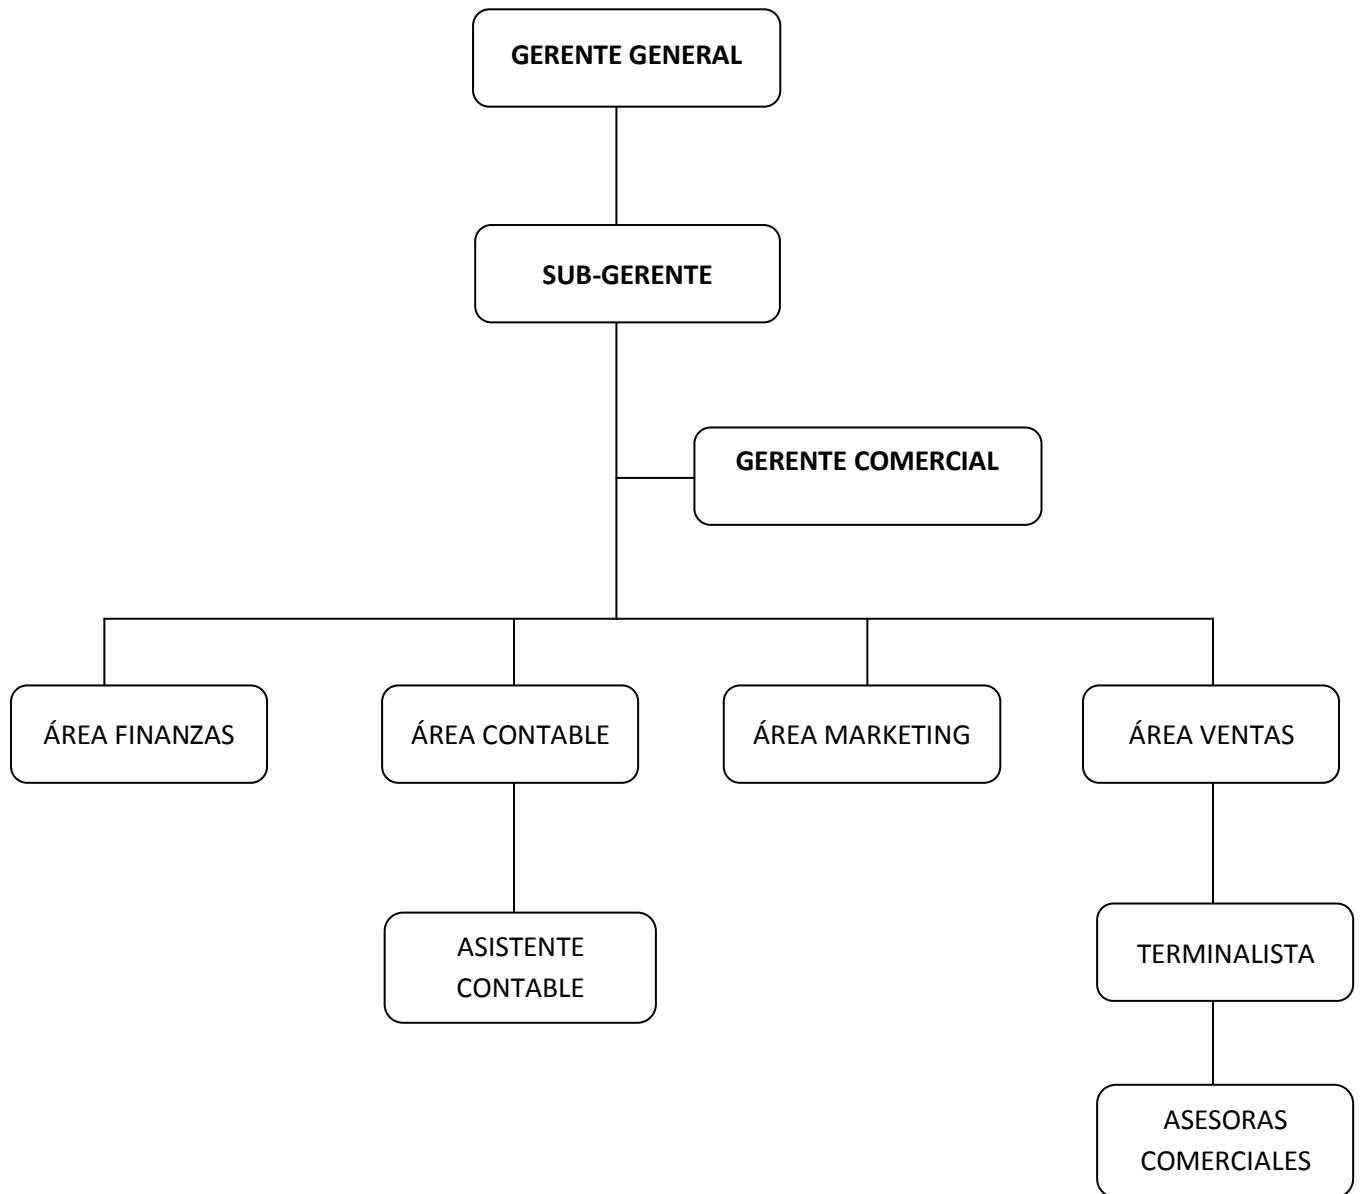 GERENTE GENERAL
SUB-GERENTE
GERENTE COMERCIAL
ÁREA FINANZAS
ÁREA CONTABLE
ÁREA MARKETING
ÁREA VENTAS
ASISTENTE
CONTABLE
TERMINALISTA
ASESORAS
COMERCIALES